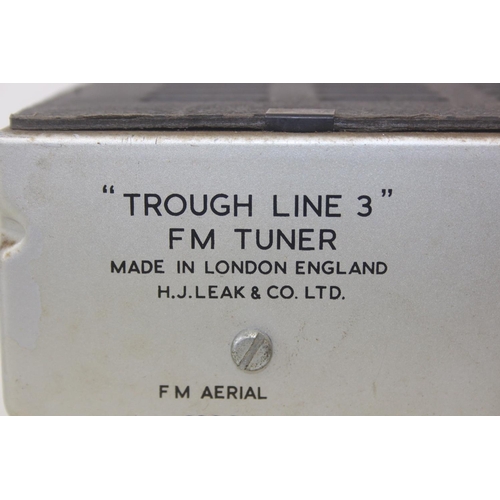 "TROUGH LINE 3"
FM TUNER
MADE IN LONDON ENGLAND
H.J.LEAK & CO. LTD.
FM AERIAL